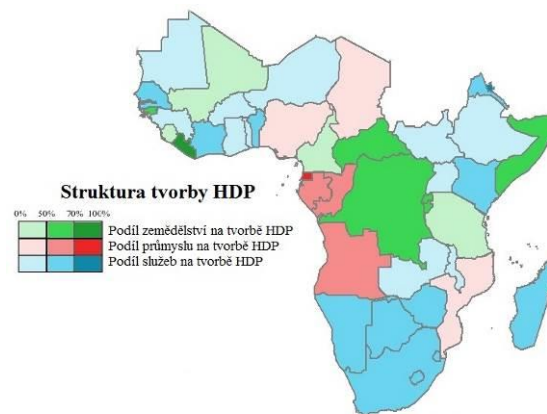 Struktura tvorby HDP
0% 50% 70% 100%
Podíl zemědělství na tvorbě HDP
Podíl průmyslu na tvorbě HDP
Podíl služeb na tvorbě HDP